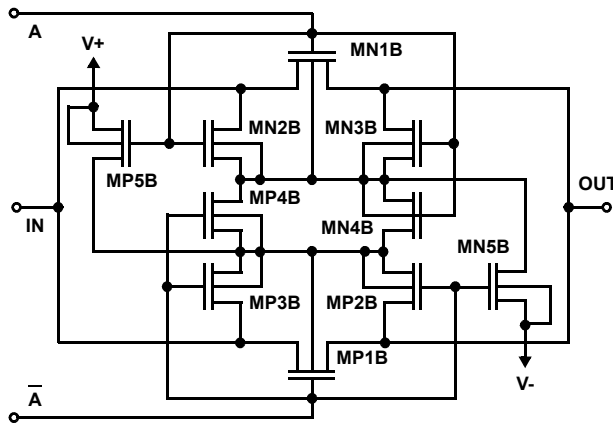 A
V+
MN1B
MN2B
MN3B
MP5B
MP4B
OUT
IN
MN4B
MN5B
MP3B
MP2B
MP1B
V-
A̅